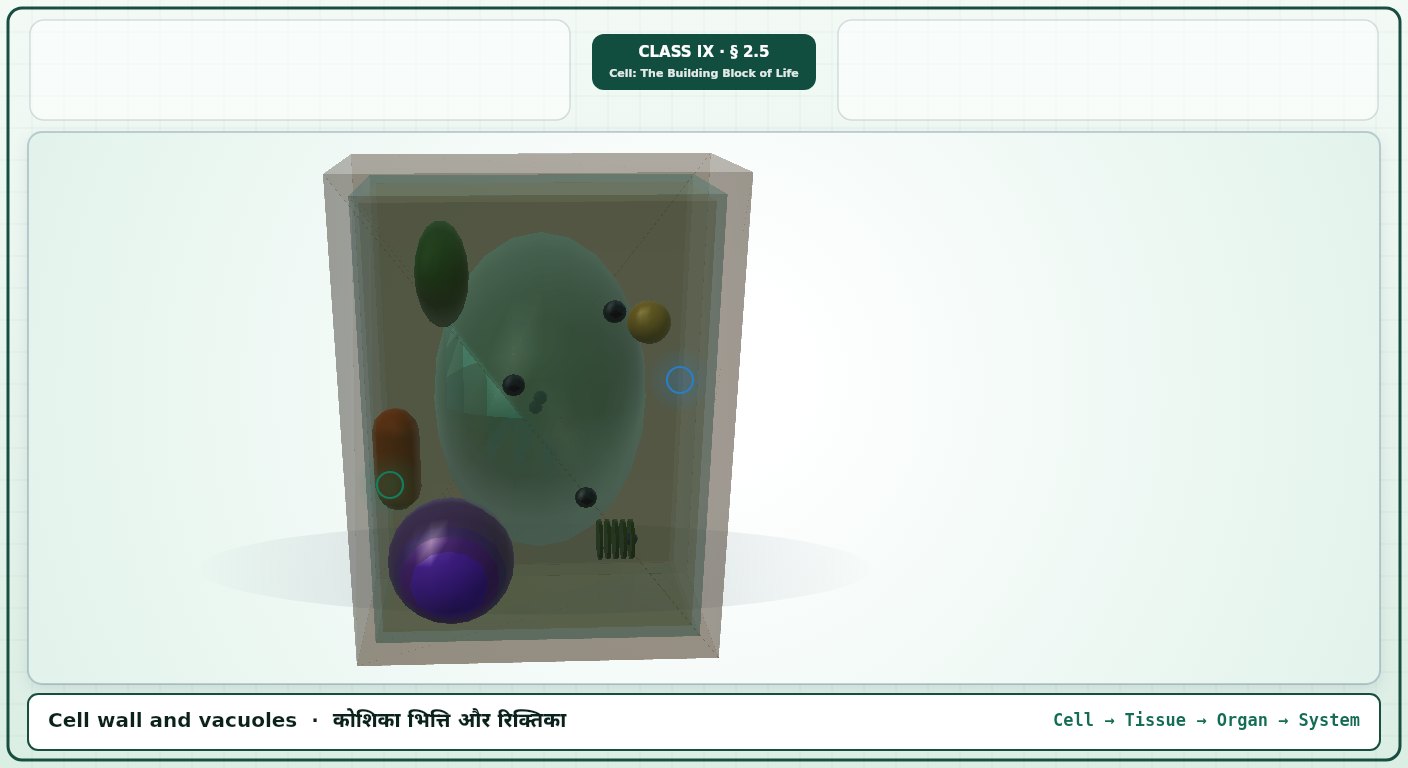 CLASS IX · § 2.5
Cell: The Building Block of Life
Cell wall and vacuoles · कोशिका भित्ति और रिक्तिका
Cell → Tissue → Organ → System